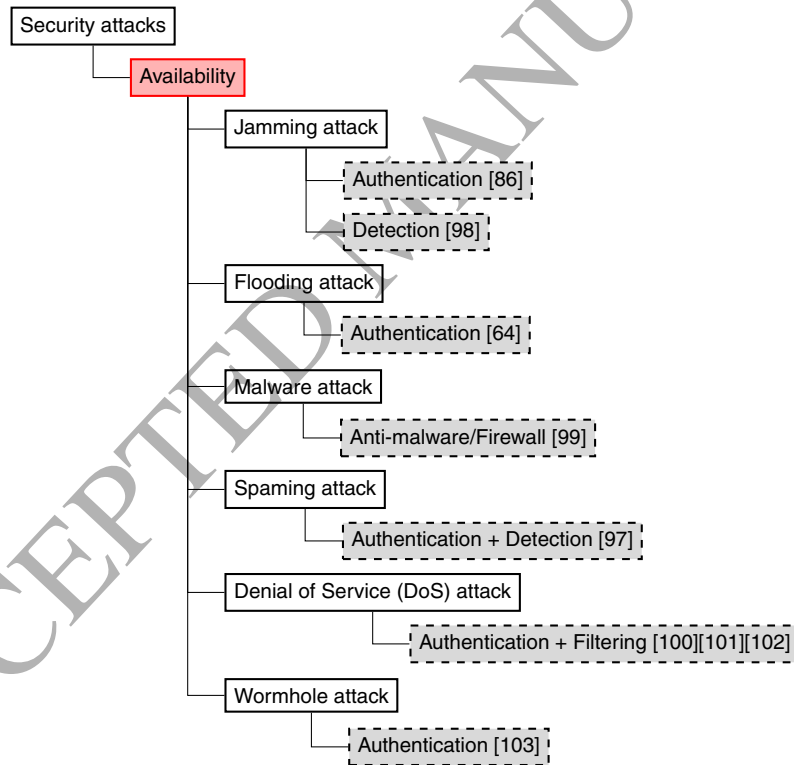 Security attacks
Availability
Jamming attack
Authentication [86]
Detection [98]
Flooding attack
Authentication [64]
Malware attack
Anti-malware/Firewall [99]
Spaming attack
Authentication + Detection [97]
Denial of Service (DoS) attack
Authentication + Filtering [100][101][102]
Wormhole attack
Authentication [103]
CEPTED MANU